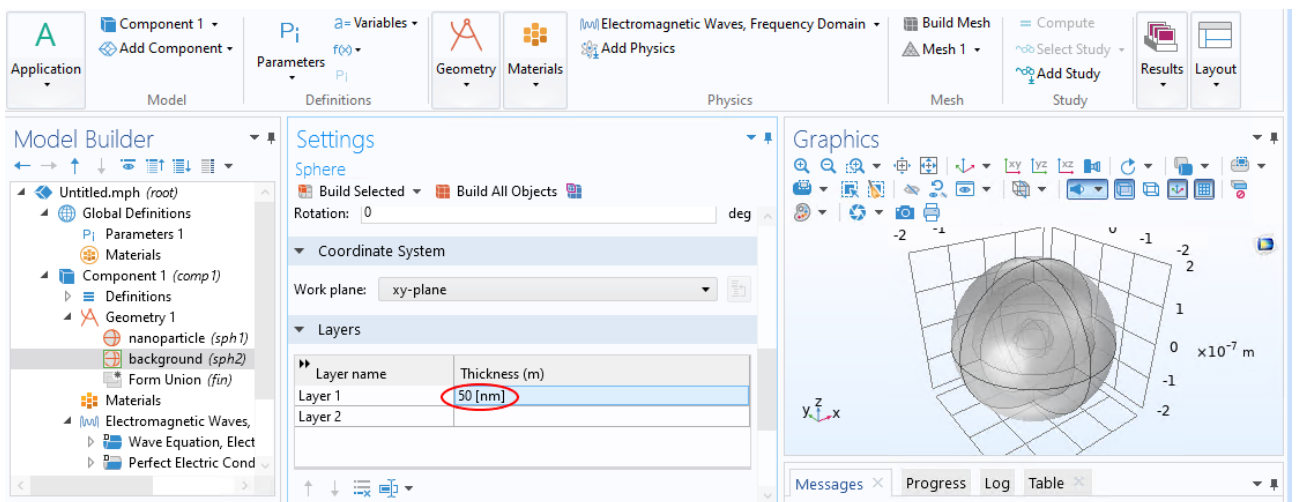 Component 1
Add Component
Application
Model
Pi
Parameters
a= Variables
f(x)
Pi
Definitions
Geometry
Materials
Electromagnetic Waves, Frequency Domain
Add Physics
Physics
Build Mesh
Mesh 1
Mesh
= Compute
Select Study
Add Study
Study
Results
Layout
Model Builder
Untitled.mph (root)
Global Definitions
Pi Parameters 1
Materials
Component 1 (comp1)
Definitions
Geometry 1
nanoparticle (sph1)
background (sph2)
Form Union (fin)
Materials
Electromagnetic Waves,
Wave Equation, Elect
Perfect Electric Cond
Settings
Sphere
Build Selected
Build All Objects
Rotation: 0 deg
Coordinate System
Work plane: xy-plane
Layers
Layer name Thickness (m)
Layer 1 50 [nm]
Layer 2
Graphics
xy yz xz
-2 -1 0 -1 -2
2
1
0 ×10⁻⁷ m
-1
-2
y z x
Messages Progress Log Table